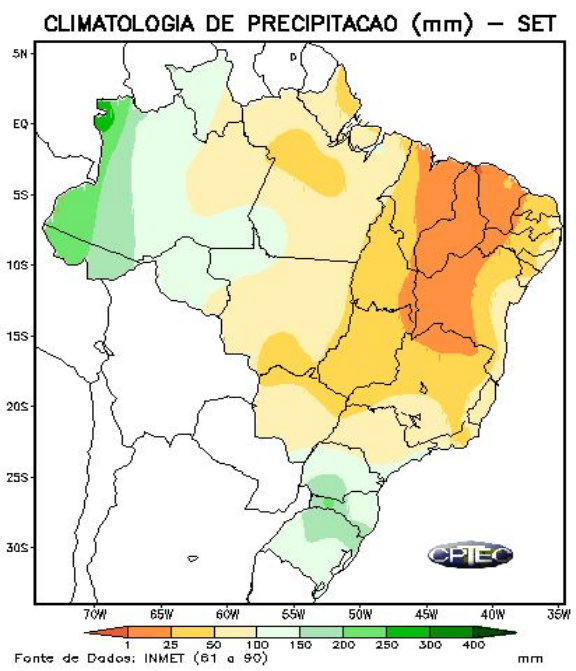 CLIMATOLOGIA DE PRECIPITACAO (mm) – SET
5N
EQ
5S
10S
15S
20S
25S
30S
CPTEC
70W 65W 60W 55W 50W 45W 40W 35W
1 25 50 100 150 200 250 300 400
Fonte de Dados: INMET (61 a 90) mm